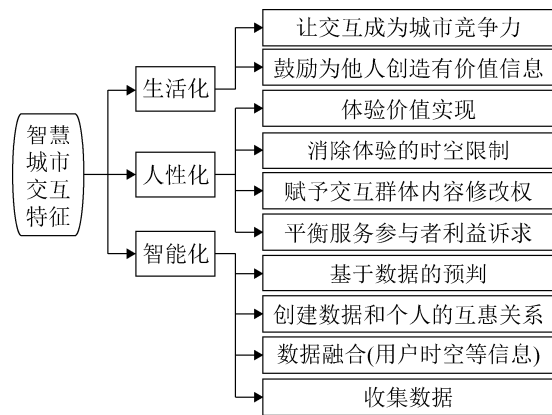 智慧
城市
交互
特征
生活化
人性化
智能化
让交互成为城市竞争力
鼓励为他人创造有价值信息
体验价值实现
消除体验的时空限制
赋予交互群体内容修改权
平衡服务参与者利益诉求
基于数据的预判
创建数据和个人的互惠关系
数据融合(用户时空等信息)
收集数据